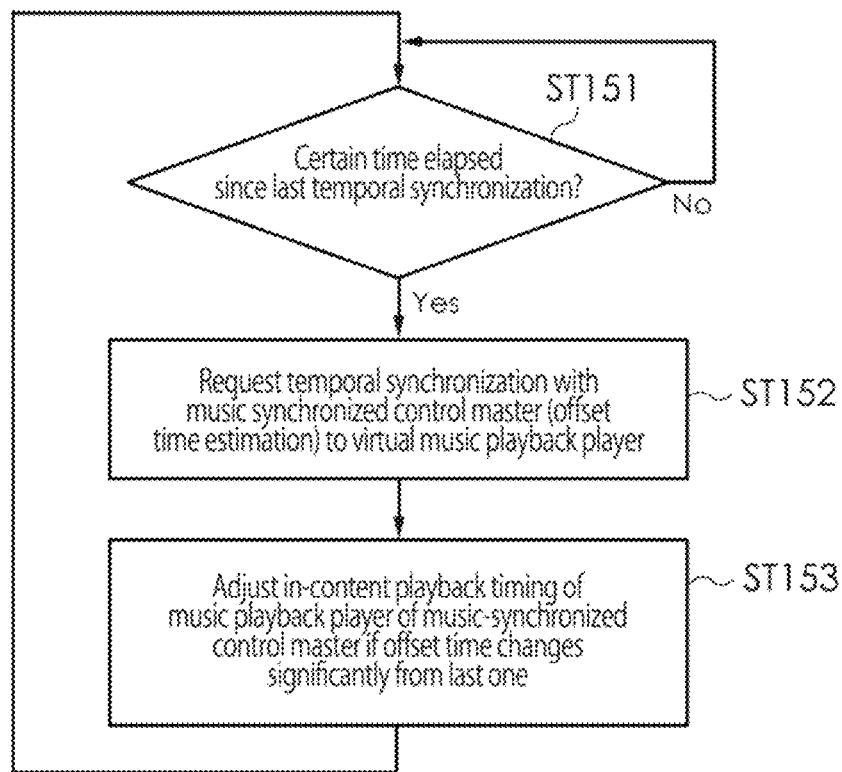 ST151
Certain time elapsed
since last temporal synchronization?
No
Yes
Request temporal synchronization with
music synchronized control master (offset
time estimation) to virtual music playback player
ST152
Adjust in-content playback timing of
music playback player of music-synchronized
control master if offset time changes
significantly from last one
ST153